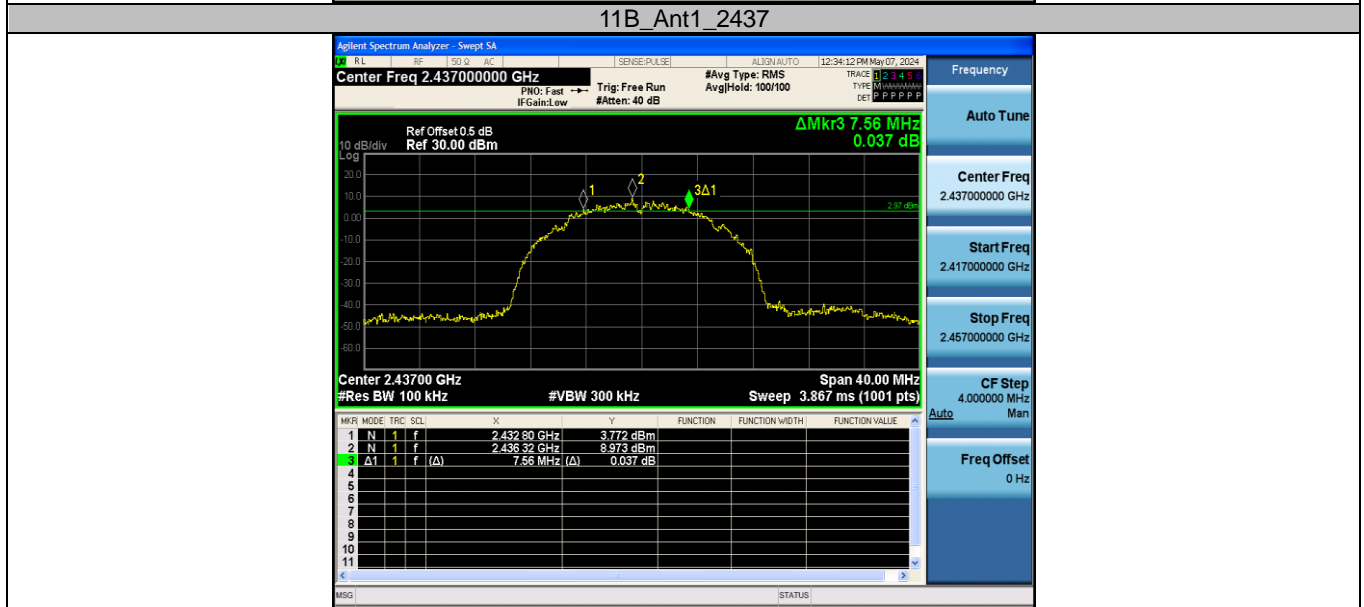 11B_Ant1_2437
Agilent Spectrum Analyzer - Swept SA
LXI RL RF 50 Ω AC SENSE:PULSE ALIGN AUTO 12:34:12 PM May 07, 2024
Center Freq 2.437000000 GHz
PNO: Fast
IFGain:Low
Trig: Free Run
#Atten: 40 dB
#Avg Type: RMS
Avg|Hold: 100/100
TRACE 1 2 3 4 5 6
TYPE M
DET P P P P P P
Frequency
Auto Tune
Center Freq
2.437000000 GHz
Start Freq
2.417000000 GHz
Stop Freq
2.457000000 GHz
CF Step
4.000000 MHz
Auto Man
Freq Offset
0 Hz
ΔMkr3 7.56 MHz
0.037 dB
Ref Offset 0.5 dB
10 dB/div Ref 30.00 dBm
Log
20.0
10.0
0.00
-10.0
-20.0
-30.0
-40.0
-50.0
-60.0
1
2
3Δ1
2.97 dBm
Center 2.43700 GHz Span 40.00 MHz
#Res BW 100 kHz #VBW 300 kHz Sweep 3.867 ms (1001 pts)
MKR MODE TRC SCL X Y FUNCTION FUNCTION WIDTH FUNCTION VALUE
1 N 1 f 2.432 80 GHz 3.772 dBm
2 N 1 f 2.436 32 GHz 8.973 dBm
3 Δ1 1 f (Δ) 7.56 MHz (Δ) 0.037 dB
4
5
6
7
8
9
10
11
MSG STATUS